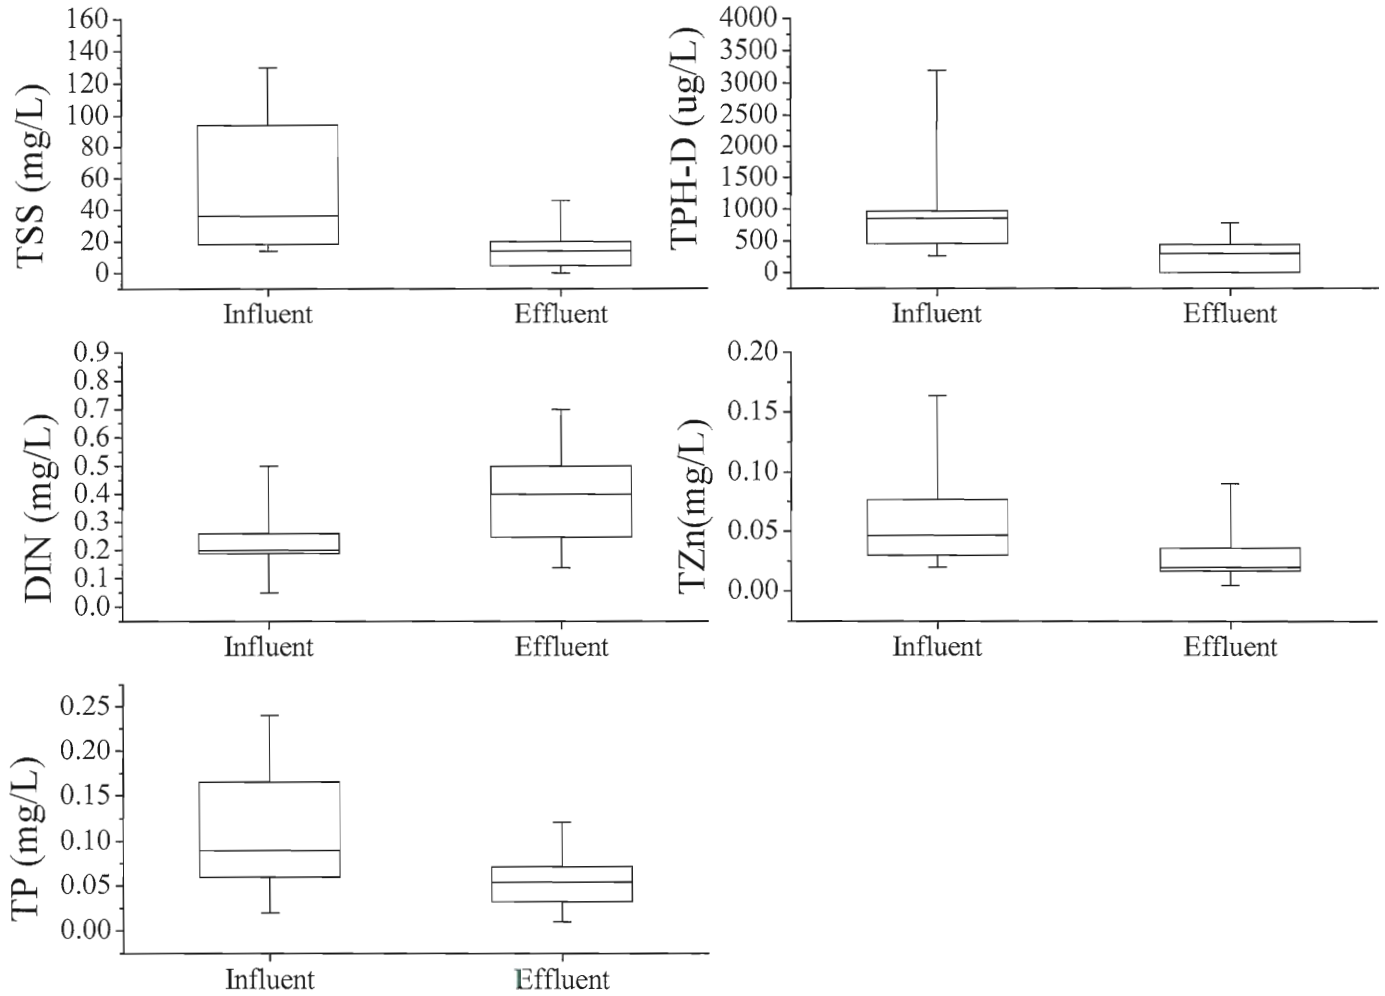 TSS (mg/L)
160
140
120
100
80
60
40
20
0
Influent
Effluent
TPH-D (ug/L)
4000
3500
3000
2500
2000
1500
1000
500
0
Influent
Effluent
DIN (mg/L)
0.9
0.8
0.7
0.6
0.5
0.4
0.3
0.2
0.1
0.0
Influent
Effluent
TZn(mg/L)
0.20
0.15
0.10
0.05
0.00
Influent
Effluent
TP (mg/L)
0.25
0.20
0.15
0.10
0.05
0.00
Influent
Effluent